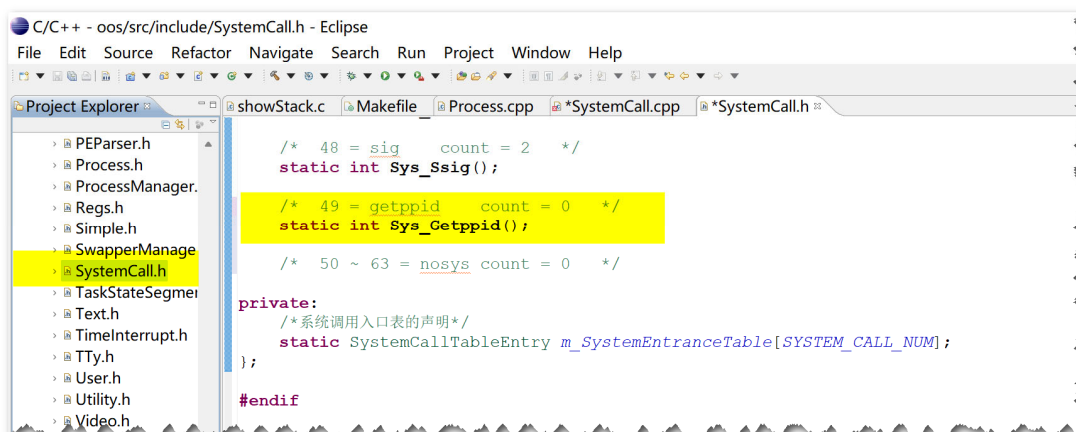 C/C++ - oos/src/include/SystemCall.h - Eclipse
File Edit Source Refactor Navigate Search Run Project Window Help
Project Explorer
showStack.c Makefile Process.cpp *SystemCall.cpp *SystemCall.h
PEParser.h
Process.h
ProcessManager.
Regs.h
Simple.h
SwapperManage
SystemCall.h
TaskStateSegmen
Text.h
TimeInterrupt.h
TTy.h
User.h
Utility.h
Video.h
/* 48 = sig count = 2 */
static int Sys_Ssig();
/* 49 = getppid count = 0 */
static int Sys_Getppid();
/* 50 ~ 63 = nosys count = 0 */
private:
/*系统调用入口表的声明*/
static SystemCallTableEntry m_SystemEntranceTable[SYSTEM_CALL_NUM];
};
#endif